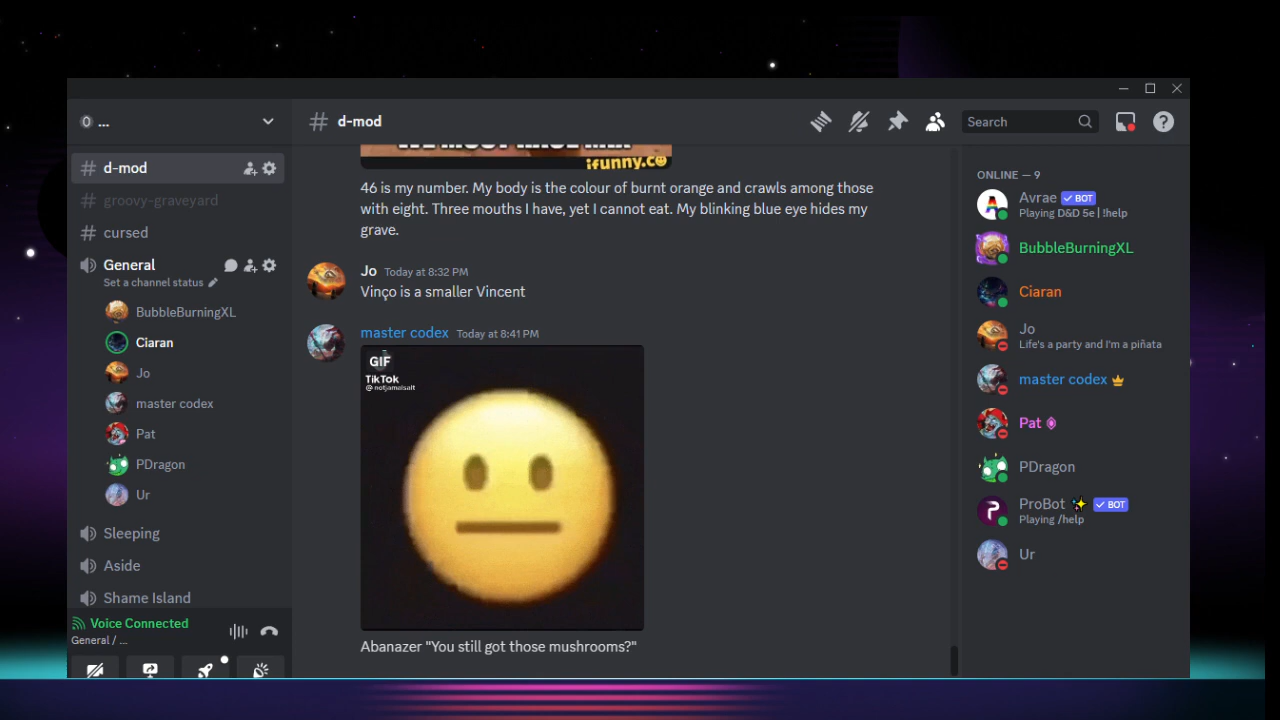 0 ...
# d-mod
Search
# d-mod
# groovy-graveyard
# cursed
General
Set a channel status
BubbleBurningXL
Ciaran
Jo
master codex
Pat
PDragon
Ur
Sleeping
Aside
Shame Island
Voice Connected
General / ...
ifunny.co
46 is my number. My body is the colour of burnt orange and crawls among those
with eight. Three mouths I have, yet I cannot eat. My blinking blue eye hides my
grave.
Jo Today at 8:32 PM
Vinço is a smaller Vincent
master codex Today at 8:41 PM
GIF
TikTok
@notjamalsalt
Abanazer "You still got those mushrooms?"
ONLINE — 9
Avrae BOT
Playing D&D 5e | !help
BubbleBurningXL
Ciaran
Jo
Life's a party and I'm a piñata
master codex
Pat
PDragon
ProBot BOT
Playing /help
Ur